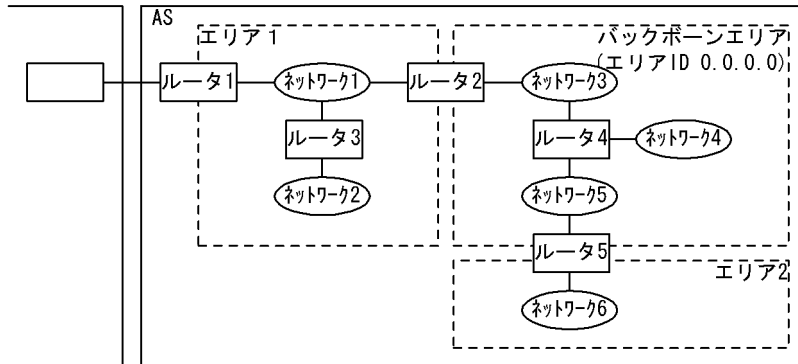 AS
エリア1
バックボーンエリア
(エリアID 0.0.0.0)
ルータ1
ネットワーク1
ルータ2
ネットワーク3
ルータ3
ルータ4
ネットワーク4
ネットワーク2
ネットワーク5
ルータ5
エリア2
ネットワーク6